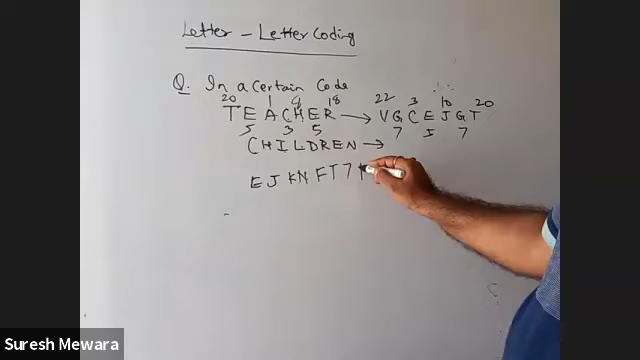 Letter - Letter Coding
Q. In a Certain Code
20 1 9 18 22 3 10 20
TEACHER → VGCEJGT
5 3 5 7 5 7
CHILDREN →
EJKNFT7
Suresh Mewara